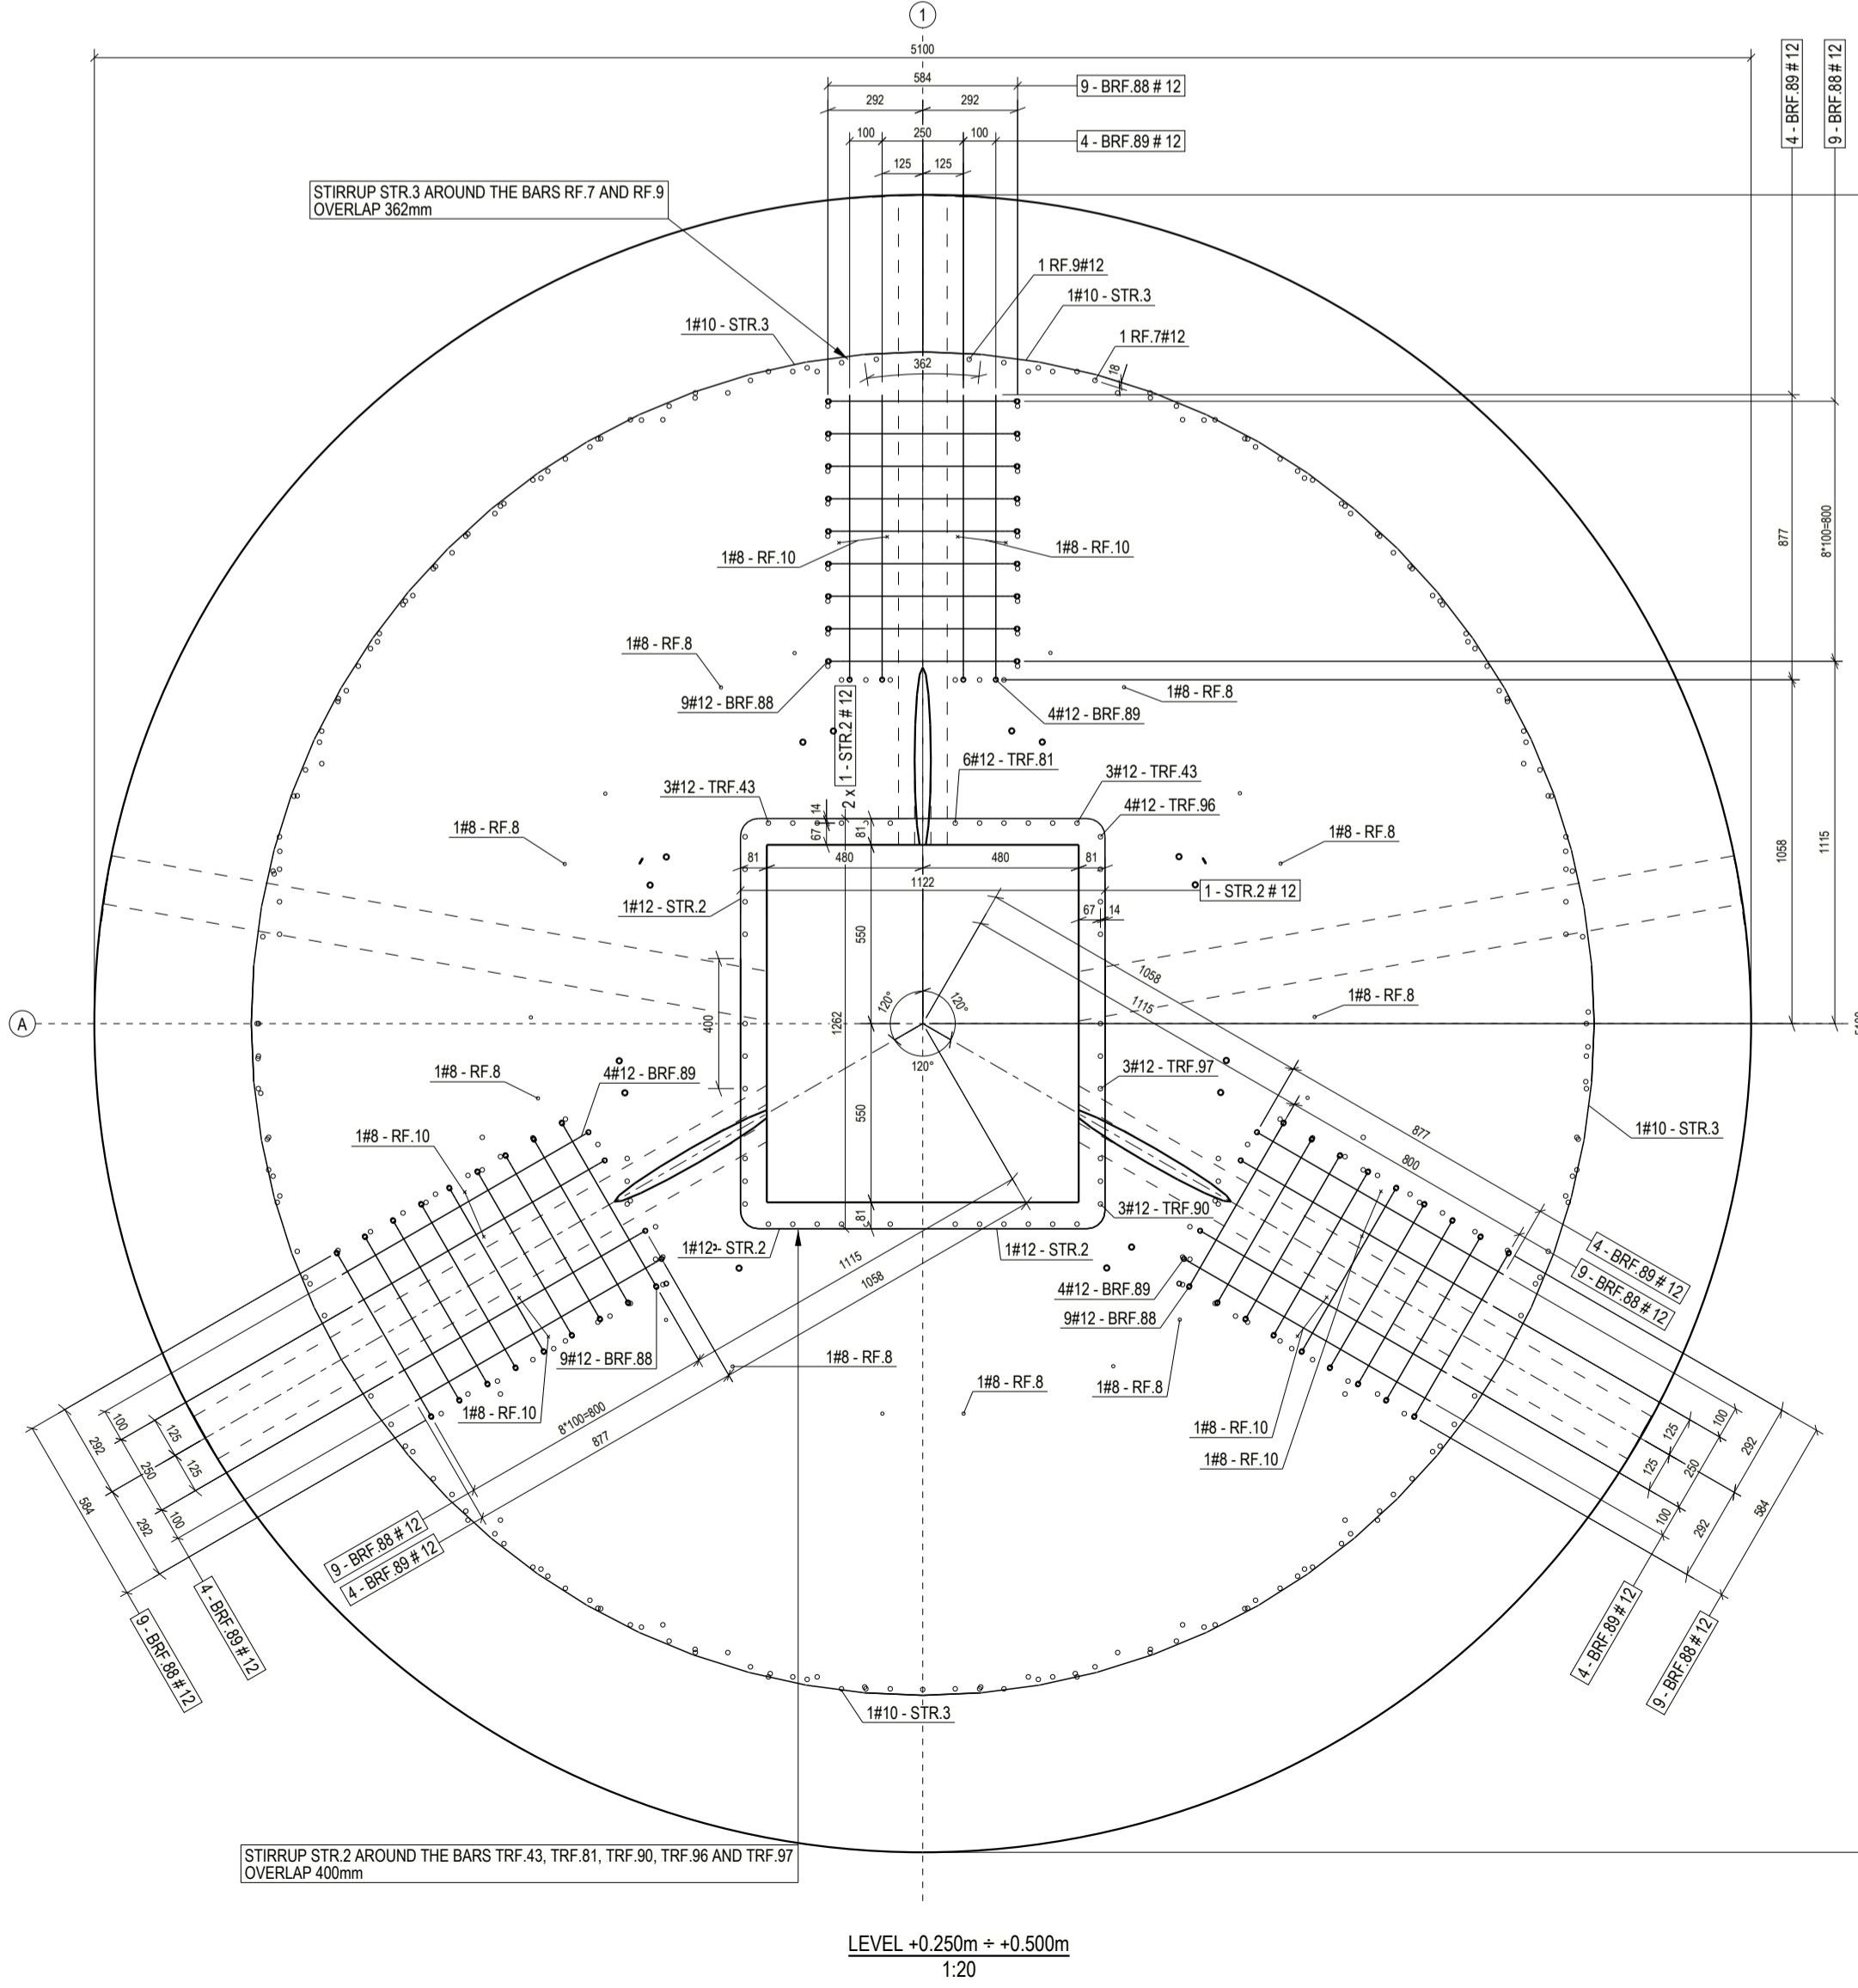 1
5100
584
9 - BRF.88 # 12
292
292
100
250
100
4 - BRF.89 # 12
125
125
4 - BRF.89 # 12
9 - BRF.88 # 12
STIRRUP STR.3 AROUND THE BARS RF.7 AND RF.9
OVERLAP 362mm
1 RF.9#12
1#10 - STR.3
1#10 - STR.3
1 RF.7#12
362
18
877
8*100=800
1#8 - RF.10
1#8 - RF.10
1#8 - RF.8
9#12 - BRF.88
1#8 - RF.8
4#12 - BRF.89
2 x 1 - STR.2 # 12
6#12 - TRF.81
3#12 - TRF.43
3#12 - TRF.43
4#12 - TRF.96
14
67
81
1#8 - RF.8
1#8 - RF.8
1058
1115
81
480
480
81
1122
1 - STR.2 # 12
1#12 - STR.2
67
14
550
1058
1115
1#8 - RF.8
120°
120°
120°
A
400
1262
1#8 - RF.8
4#12 - BRF.89
3#12 - TRF.97
1#8 - RF.10
550
877
800
1#10 - STR.3
3#12 - TRF.90
81
1#12 - STR.2
1#12 - STR.2
1115
1058
4#12 - BRF.89
9#12 - BRF.88
4 - BRF.89 # 12
9 - BRF.88 # 12
9#12 - BRF.88
1#8 - RF.8
1#8 - RF.8
1#8 - RF.8
1#8 - RF.10
8*100=800
877
1#8 - RF.10
1#8 - RF.10
100
125
292
250
125
584
292
100
100
125
292
250
125
584
100
292
9 - BRF.88 # 12
4 - BRF.89 # 12
4 - BRF.89 # 12
9 - BRF.88 # 12
4 - BRF.89 # 12
9 - BRF.88 # 12
1#10 - STR.3
STIRRUP STR.2 AROUND THE BARS TRF.43, TRF.81, TRF.90, TRF.96 AND TRF.97
OVERLAP 400mm
LEVEL +0.250m ÷ +0.500m
1:20